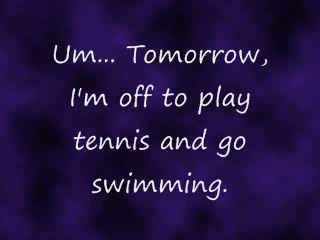 Um... Tomorrow,
I'm off to play
tennis and go
swimming.